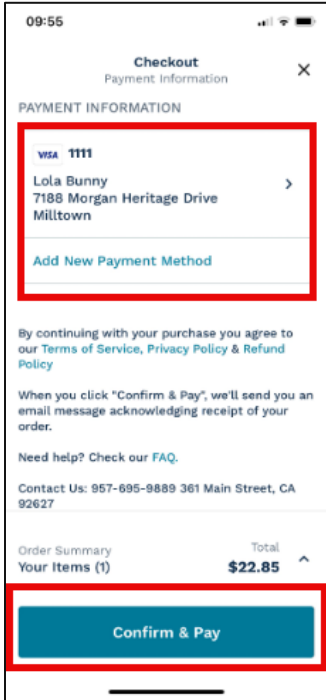 09:55
Checkout
Payment Information
PAYMENT INFORMATION
VISA 1111
Lola Bunny
7188 Morgan Heritage Drive
Milltown
Add New Payment Method
By continuing with your purchase you agree to
our Terms of Service, Privacy Policy & Refund
Policy
When you click "Confirm & Pay", we'll send you an
email message acknowledging receipt of your
order.
Need help? Check our FAQ.
Contact Us: 957-695-9889 361 Main Street, CA
92627
Order Summary Total
Your Items (1) $22.85
Confirm & Pay